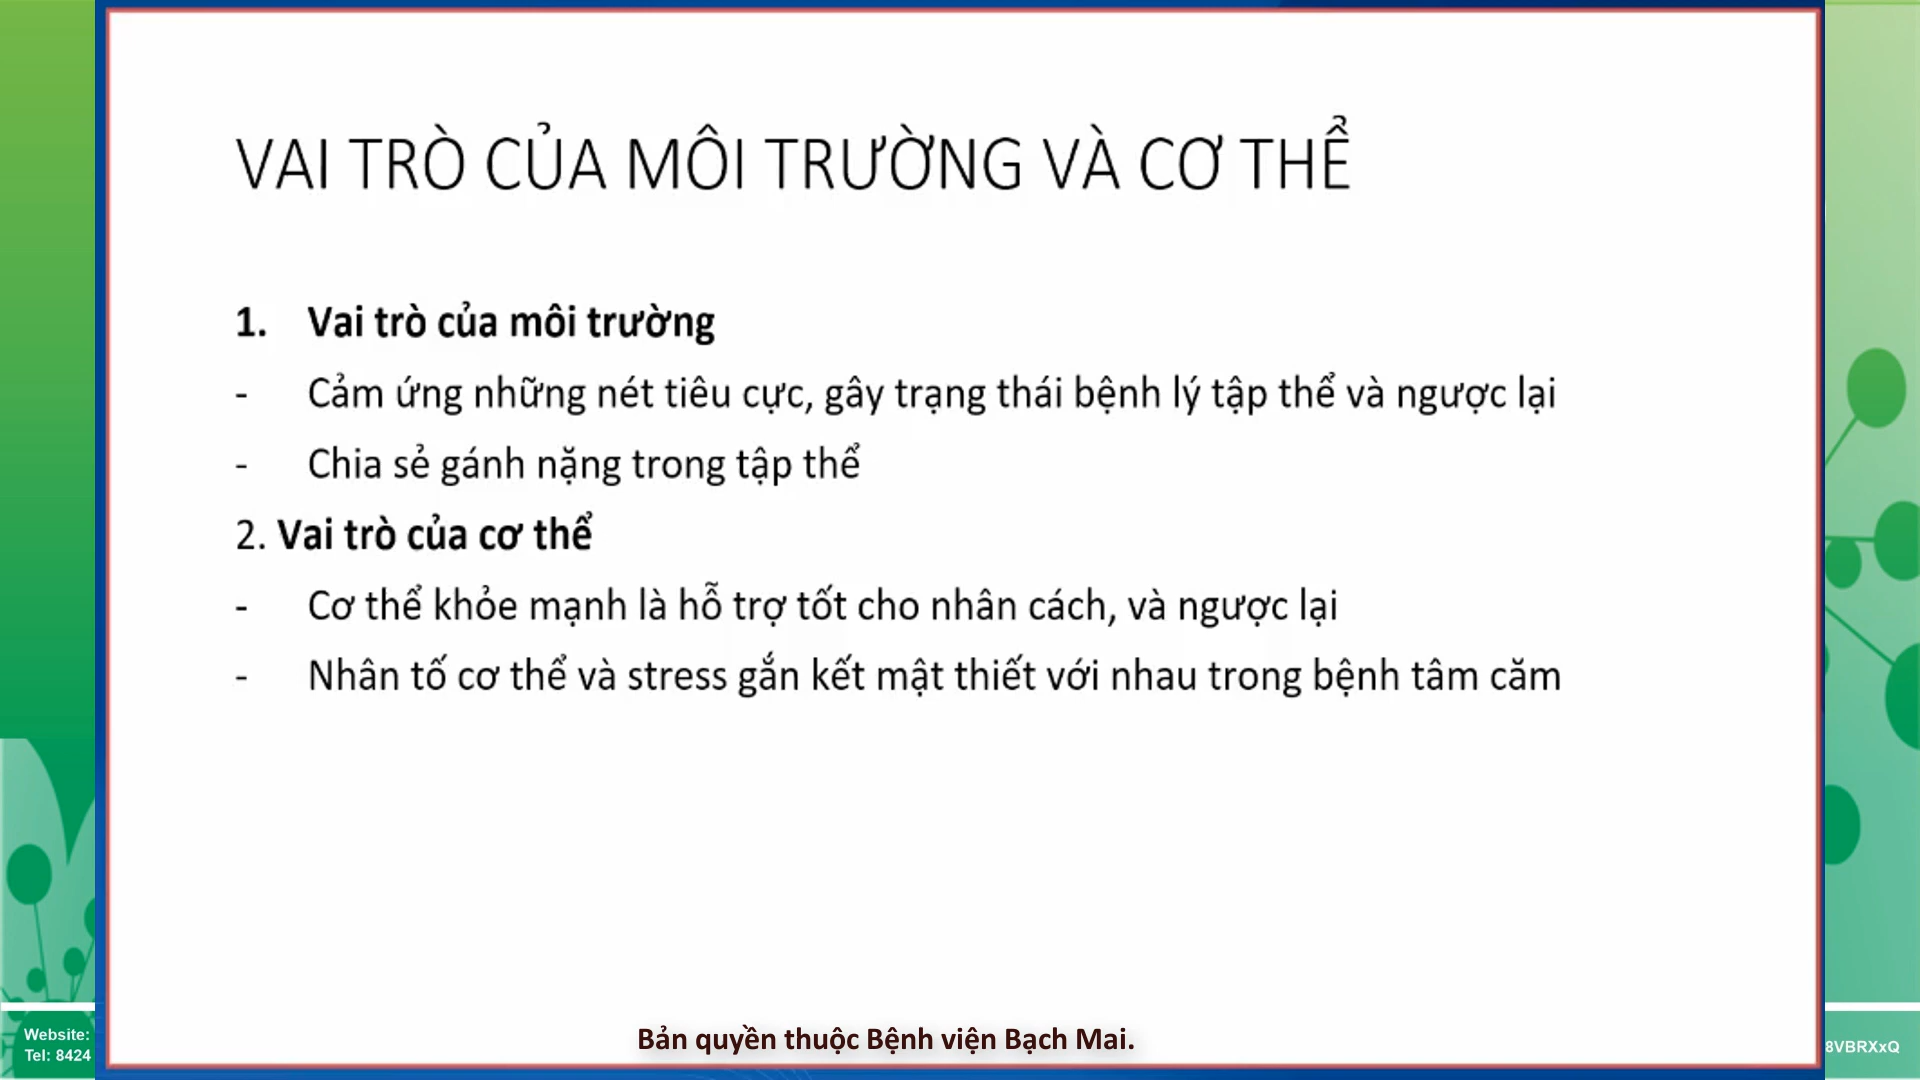 VAI TRÒ CỦA MÔI TRƯỜNG VÀ CƠ THỂ
1. Vai trò của môi trường
- Cảm ứng những nét tiêu cực, gây trạng thái bệnh lý tập thể và ngược lại
- Chia sẻ gánh nặng trong tập thể
2. Vai trò của cơ thể
- Cơ thể khỏe mạnh là hỗ trợ tốt cho nhân cách, và ngược lại
- Nhân tố cơ thể và stress gắn kết mật thiết với nhau trong bệnh tâm căm
Bản quyền thuộc Bệnh viện Bạch Mai.
Website:
Tel: 8424
8VBRXxQ